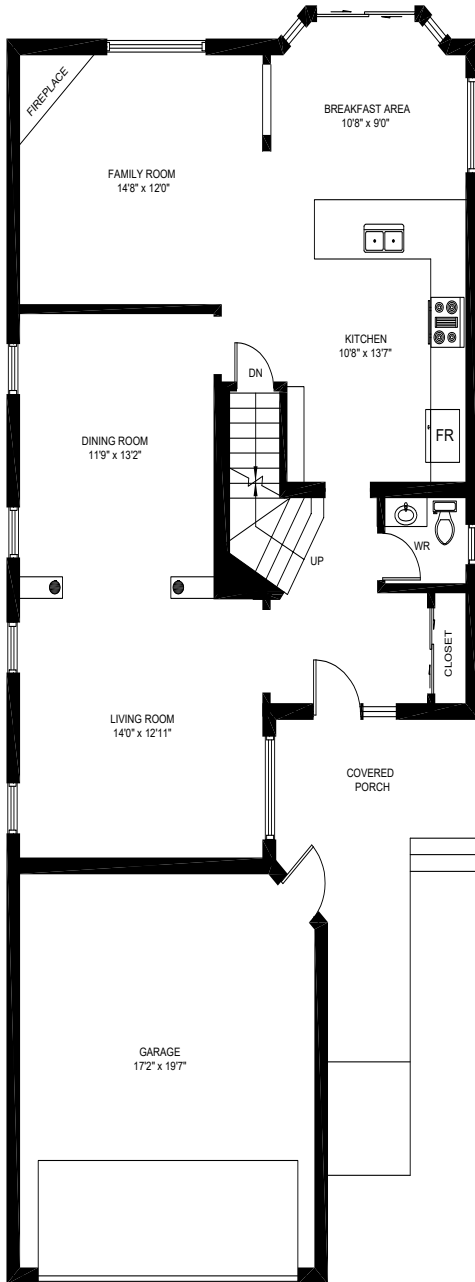 FIREPLACE
BREAKFAST AREA
10'8" x 9'0"
FAMILY ROOM
14'8" x 12'0"
KITCHEN
10'8" x 13'7"
DN
FR
DINING ROOM
11'9" x 13'2"
WR
UP
CLOSET
LIVING ROOM
14'0" x 12'11"
COVERED
PORCH
GARAGE
17'2" x 19'7"